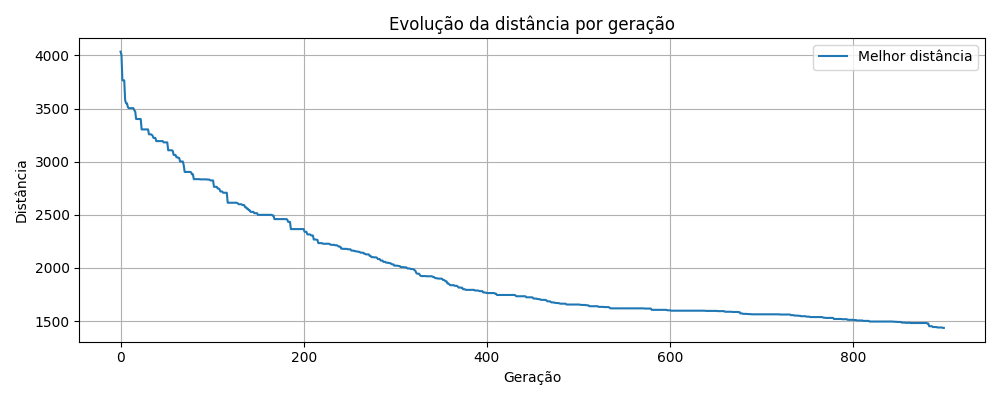 Evolução da distância por geração
Melhor distância
Distância
4000
3500
3000
2500
2000
1500
0 200 400 600 800
Geração